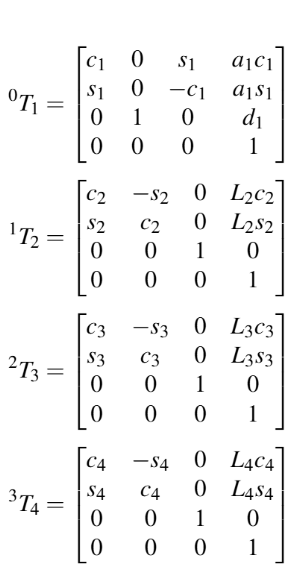 c₁ 0 s₁ a₁c₁
s₁ 0 −c₁ a₁s₁
⁰T₁ =
0 1 0 d₁
0 0 0 1
c₂ −s₂ 0 L₂c₂
s₂ c₂ 0 L₂s₂
¹T₂ =
0 0 1 0
0 0 0 1
c₃ −s₃ 0 L₃c₃
s₃ c₃ 0 L₃s₃
²T₃ =
0 0 1 0
0 0 0 1
c₄ −s₄ 0 L₄c₄
s₄ c₄ 0 L₄s₄
³T₄ =
0 0 1 0
0 0 0 1